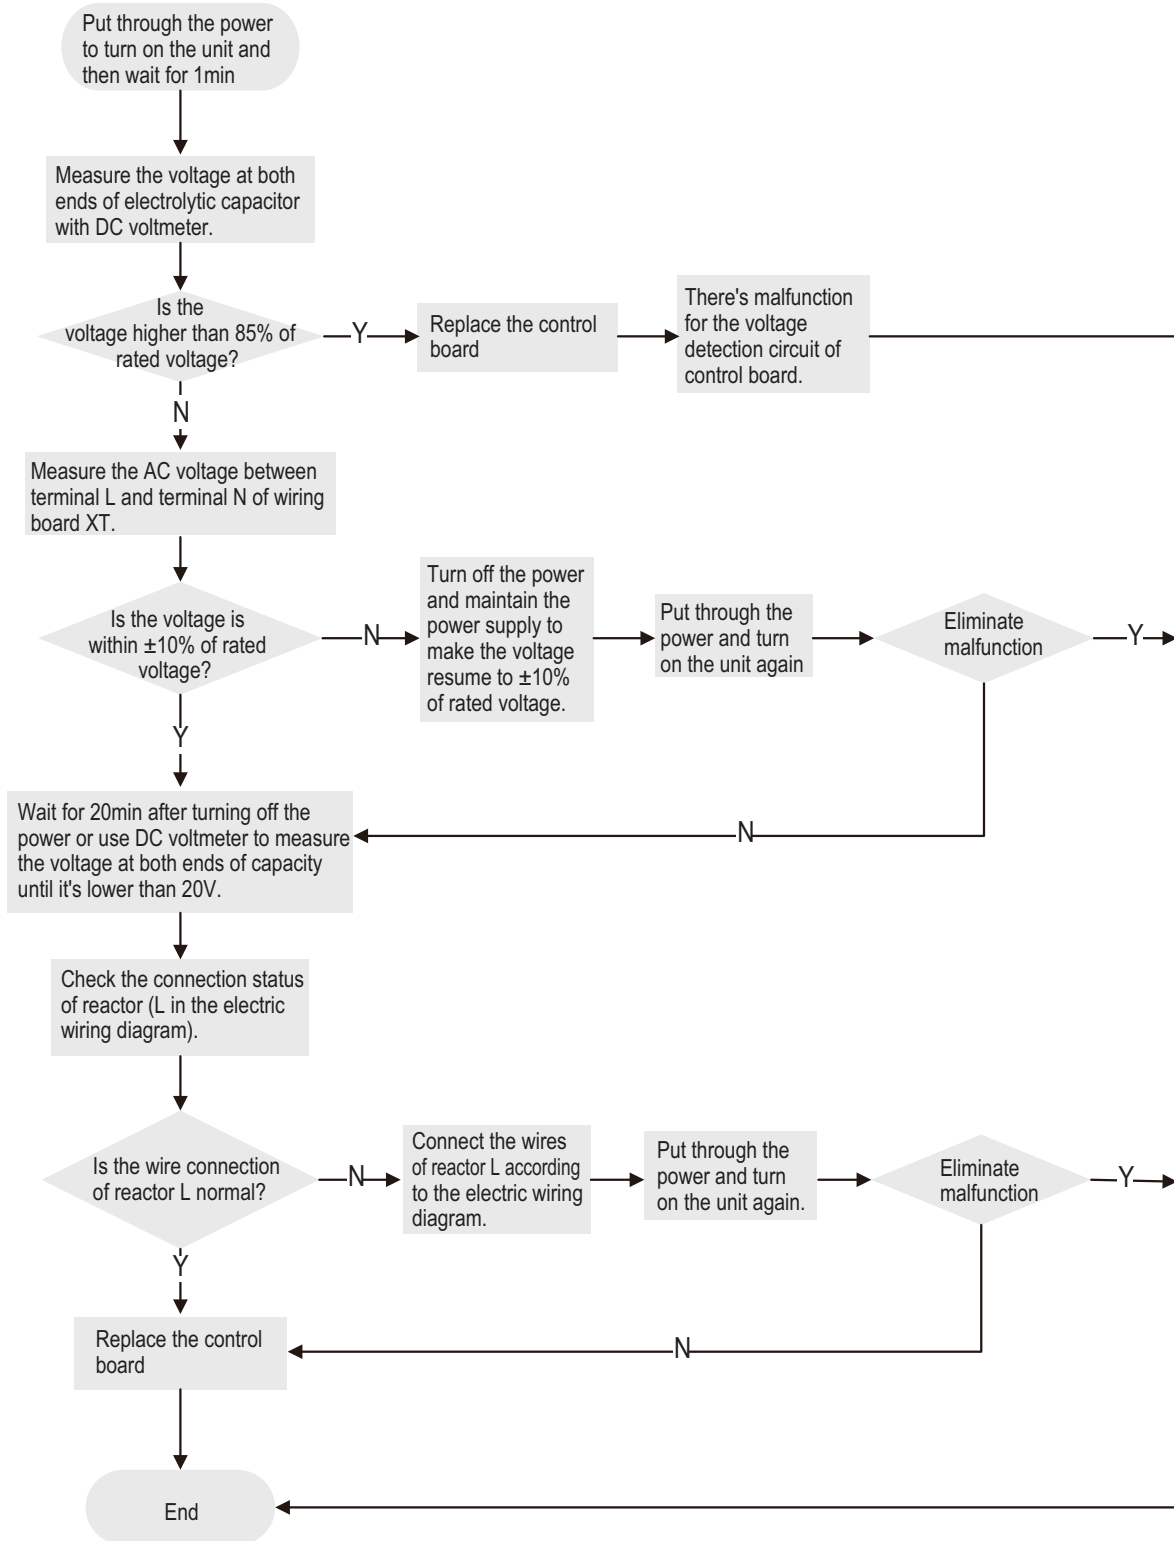 Put through the power
to turn on the unit and
then wait for 1min
Measure the voltage at both
ends of electrolytic capacitor
with DC voltmeter.
Is the
voltage higher than 85% of
rated voltage?
Y
Replace the control
board
There's malfunction
for the voltage
detection circuit of
control board.
N
Measure the AC voltage between
terminal L and terminal N of wiring
board XT.
Is the voltage is
within ±10% of rated
voltage?
N
Turn off the power
and maintain the
power supply to
make the voltage
resume to ±10%
of rated voltage.
Put through the
power and turn
on the unit again
Eliminate
malfunction
Y
Y
N
Wait for 20min after turning off the
power or use DC voltmeter to measure
the voltage at both ends of capacity
until it's lower than 20V.
Check the connection status
of reactor (L in the electric
wiring diagram).
Is the wire connection
of reactor L normal?
N
Connect the wires
of reactor L according
to the electric wiring
diagram.
Put through the
power and turn
on the unit again.
Eliminate
malfunction
Y
Y
N
Replace the control
board
End